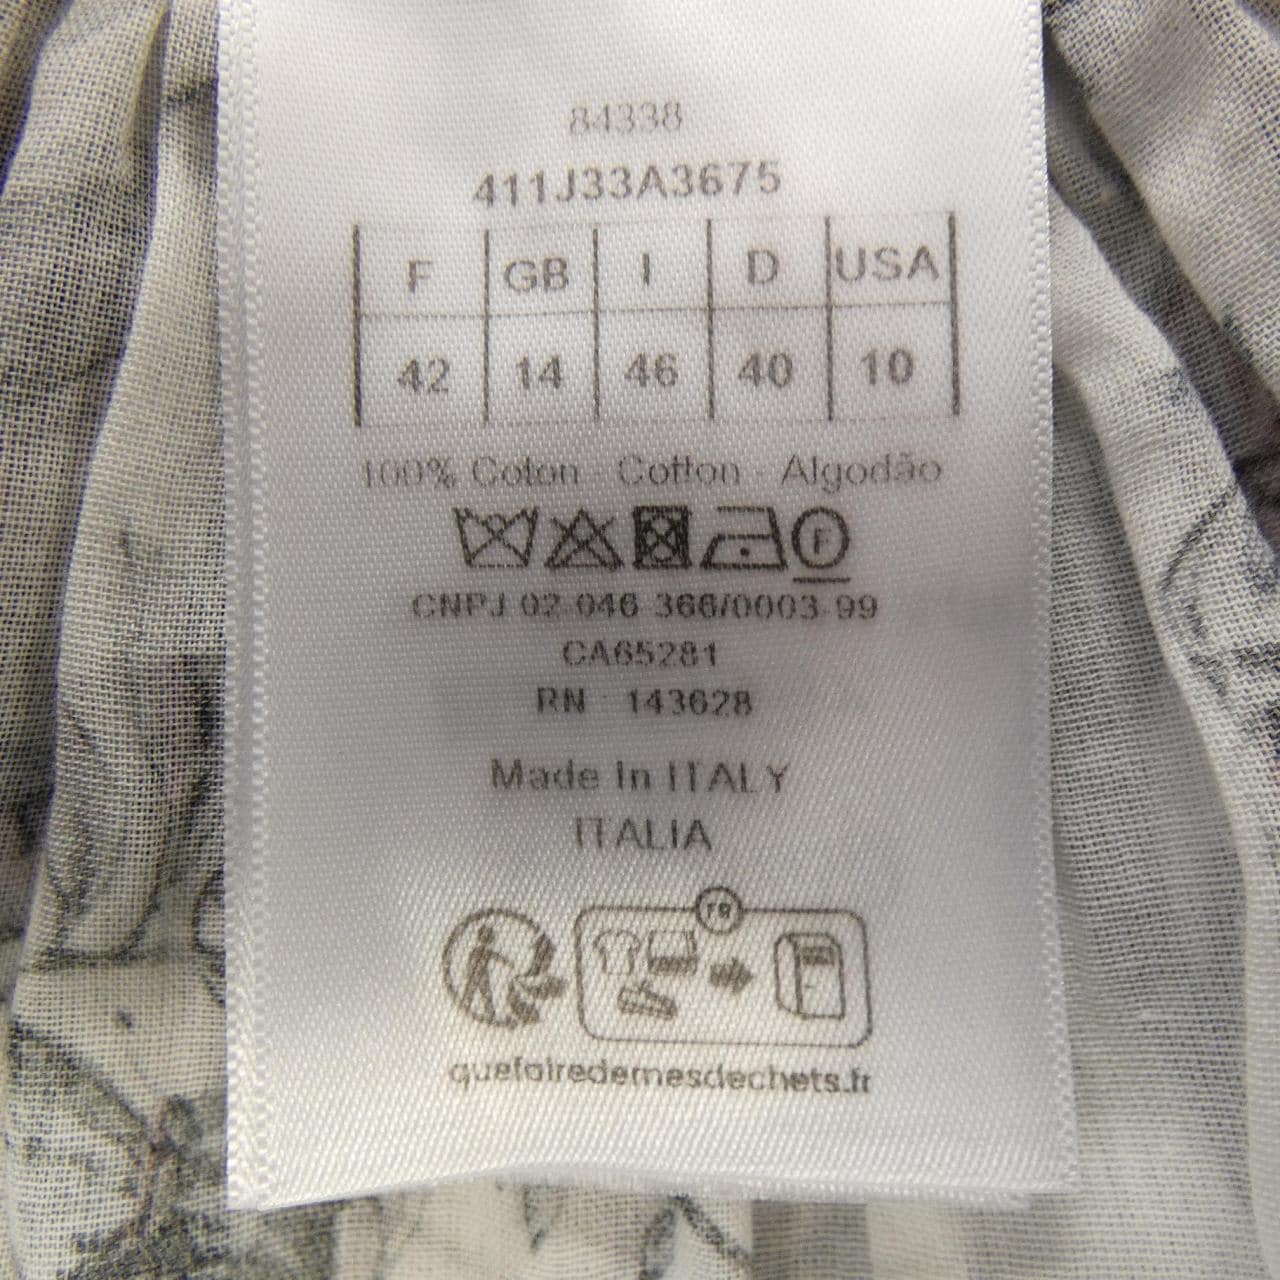 84338
411J33A3675
F GB I D USA
42 14 46 40 10
100% Coton - Cotton - Algodão
F
CNPJ 02 046 366/0003-99
CA65281
RN : 143628
Made In ITALY
ITALIA
FR
quefairedemesdechets.fr